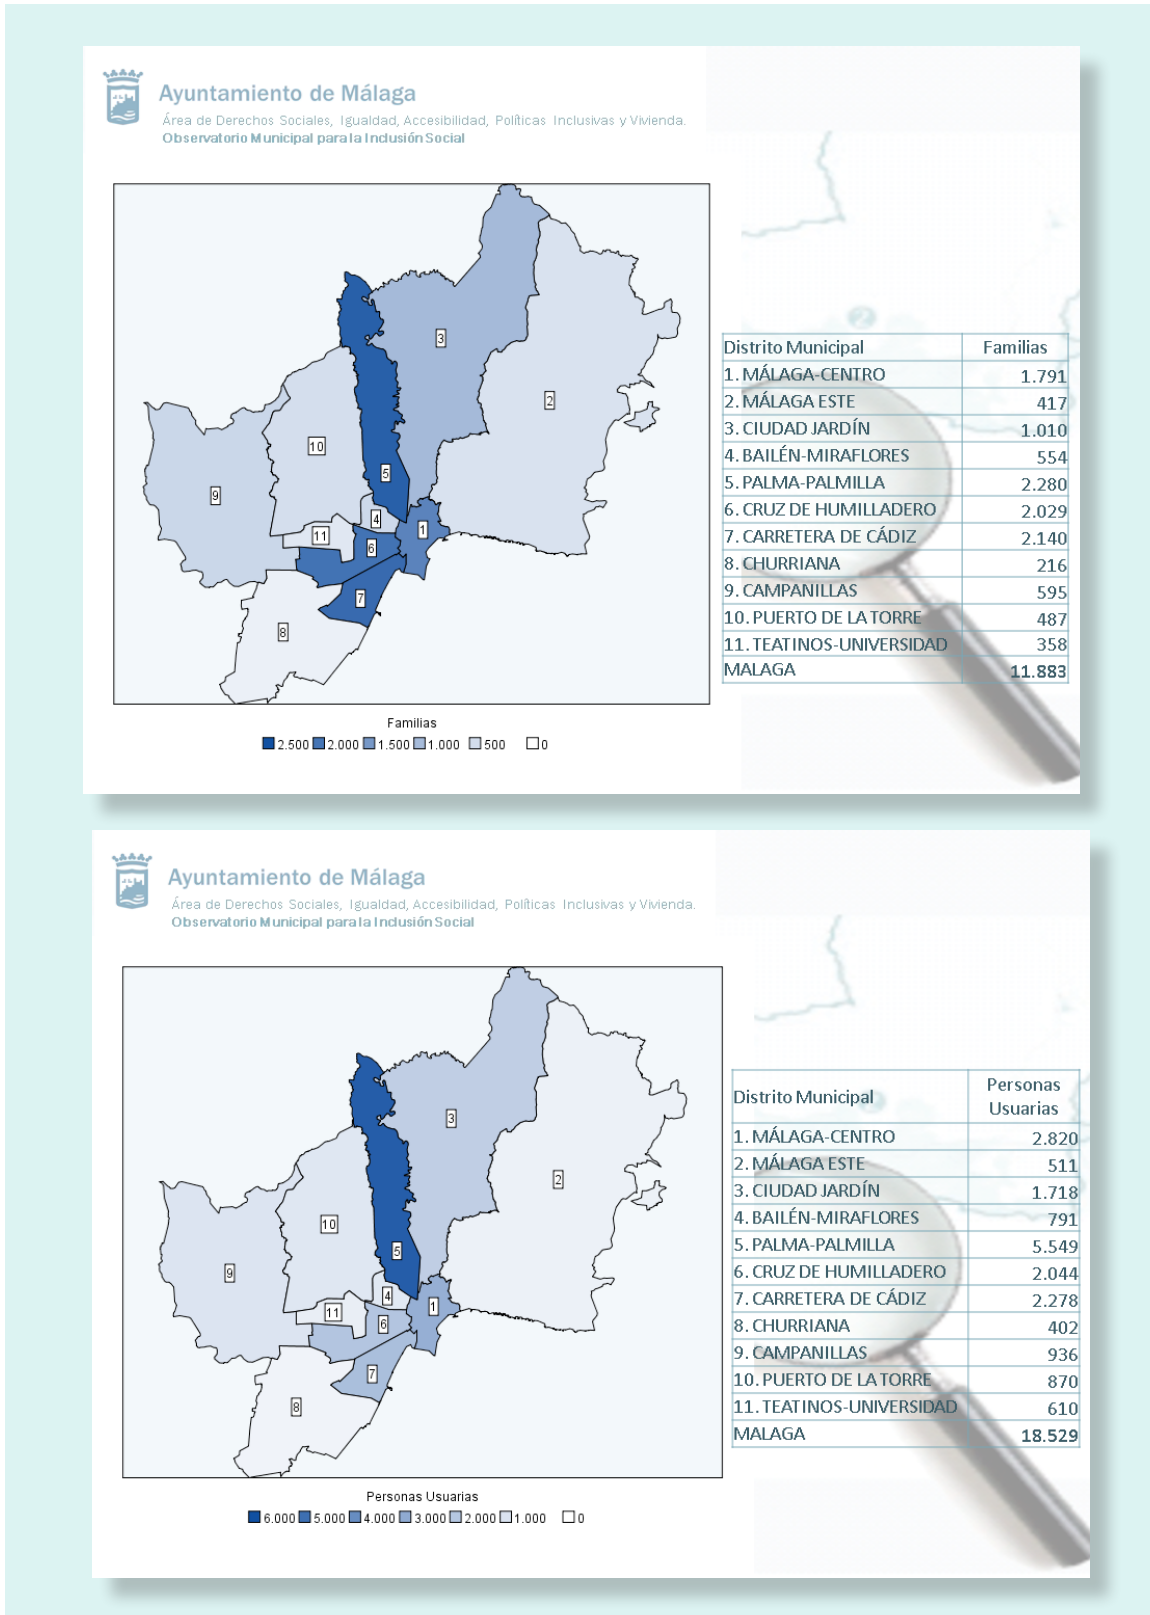 Ayuntamiento de Málaga
Área de Derechos Sociales, Igualdad, Accesibilidad, Políticas Inclusivas y Vivienda.
Observatorio Municipal para la Inclusión Social
3
2
10
5
9
4
1
11
6
7
8
Familias
2.500 2.000 1.500 1.000 500 0
Distrito Municipal Familias
1. MÁLAGA-CENTRO 1.791
2. MÁLAGA ESTE 417
3. CIUDAD JARDÍN 1.010
4. BAILÉN-MIRAFLORES 554
5. PALMA-PALMILLA 2.280
6. CRUZ DE HUMILLADERO 2.029
7. CARRETERA DE CÁDIZ 2.140
8. CHURRIANA 216
9. CAMPANILLAS 595
10. PUERTO DE LA TORRE 487
11. TEATINOS-UNIVERSIDAD 358
MALAGA 11.883
Ayuntamiento de Málaga
Área de Derechos Sociales, Igualdad, Accesibilidad, Políticas Inclusivas y Vivienda.
Observatorio Municipal para la Inclusión Social
3
2
10
5
9
4
1
11
6
7
8
Personas Usuarias
6.000 5.000 4.000 3.000 2.000 1.000 0
Distrito Municipal Personas Usuarias
1. MÁLAGA-CENTRO 2.820
2. MÁLAGA ESTE 511
3. CIUDAD JARDÍN 1.718
4. BAILÉN-MIRAFLORES 791
5. PALMA-PALMILLA 5.549
6. CRUZ DE HUMILLADERO 2.044
7. CARRETERA DE CÁDIZ 2.278
8. CHURRIANA 402
9. CAMPANILLAS 936
10. PUERTO DE LA TORRE 870
11. TEATINOS-UNIVERSIDAD 610
MALAGA 18.529